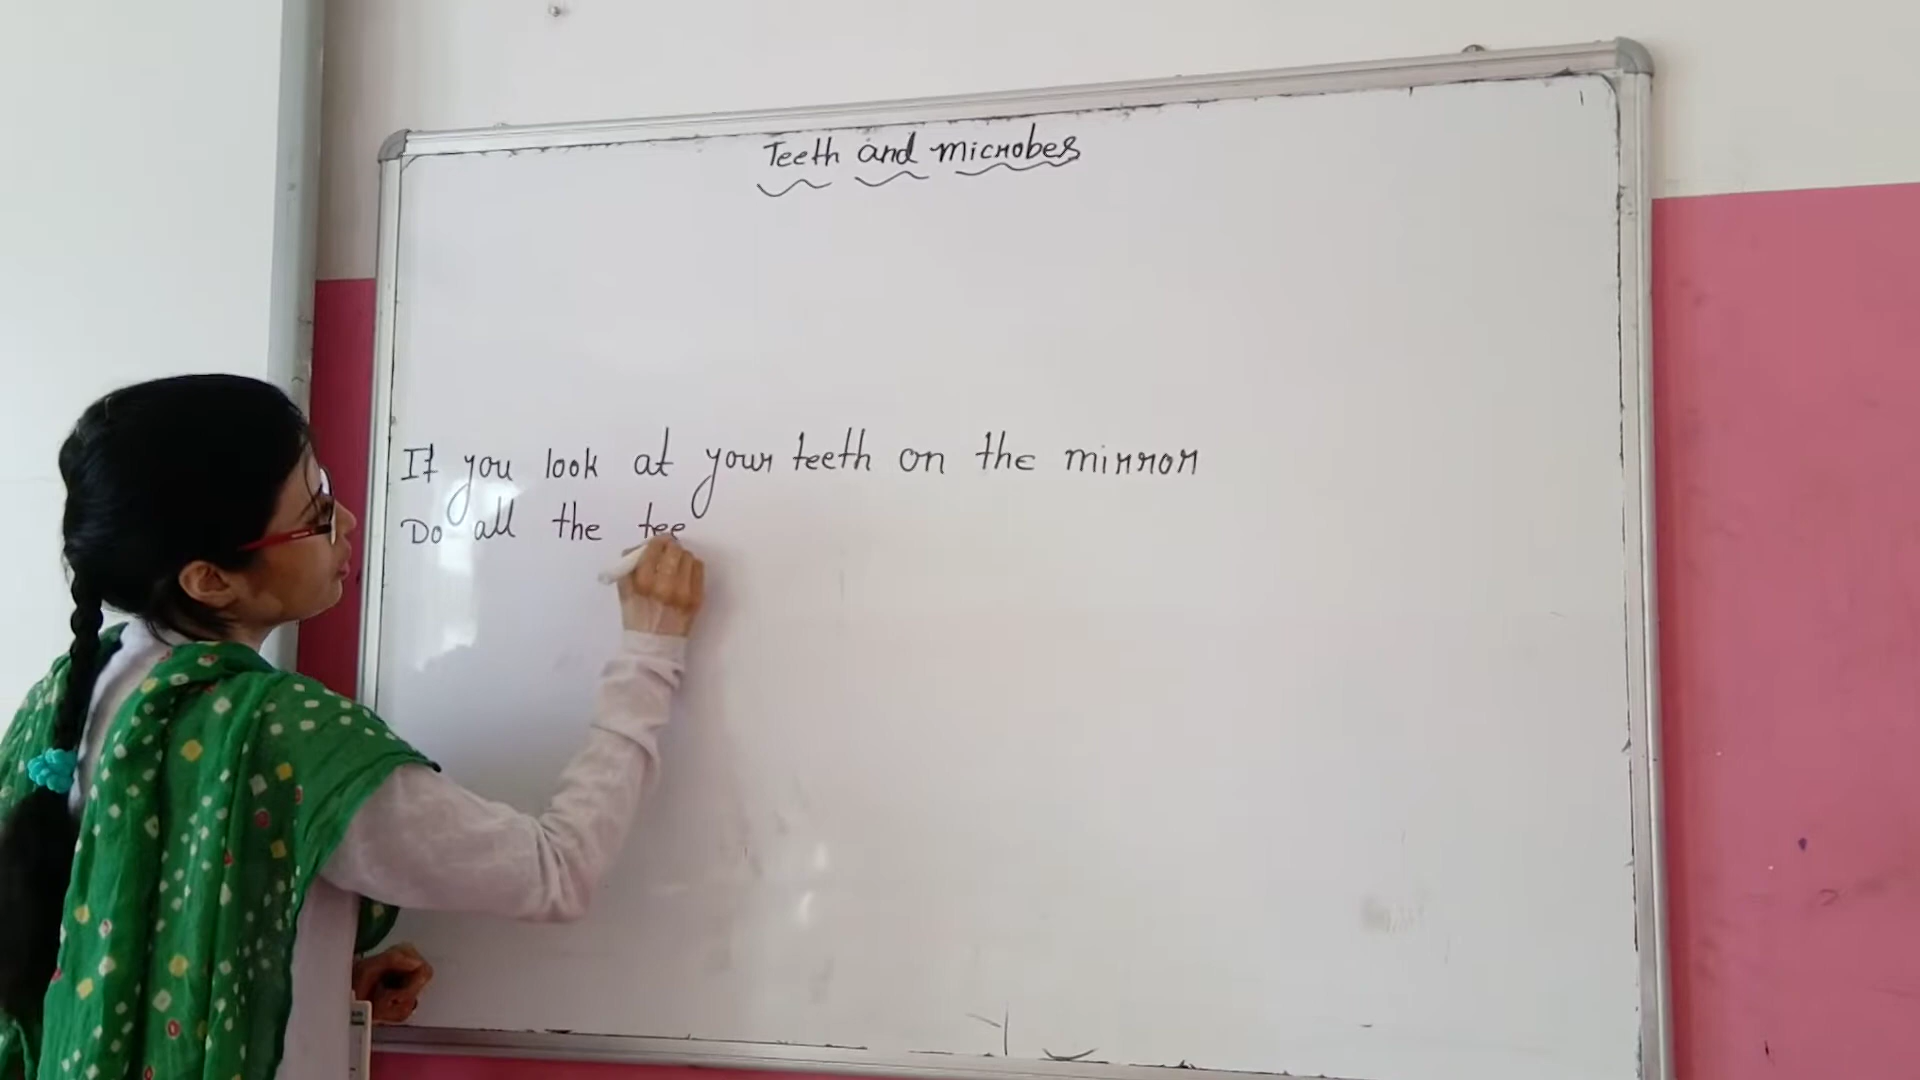 Teeth and microbes
If you look at your teeth on the mirror
Do all the tee